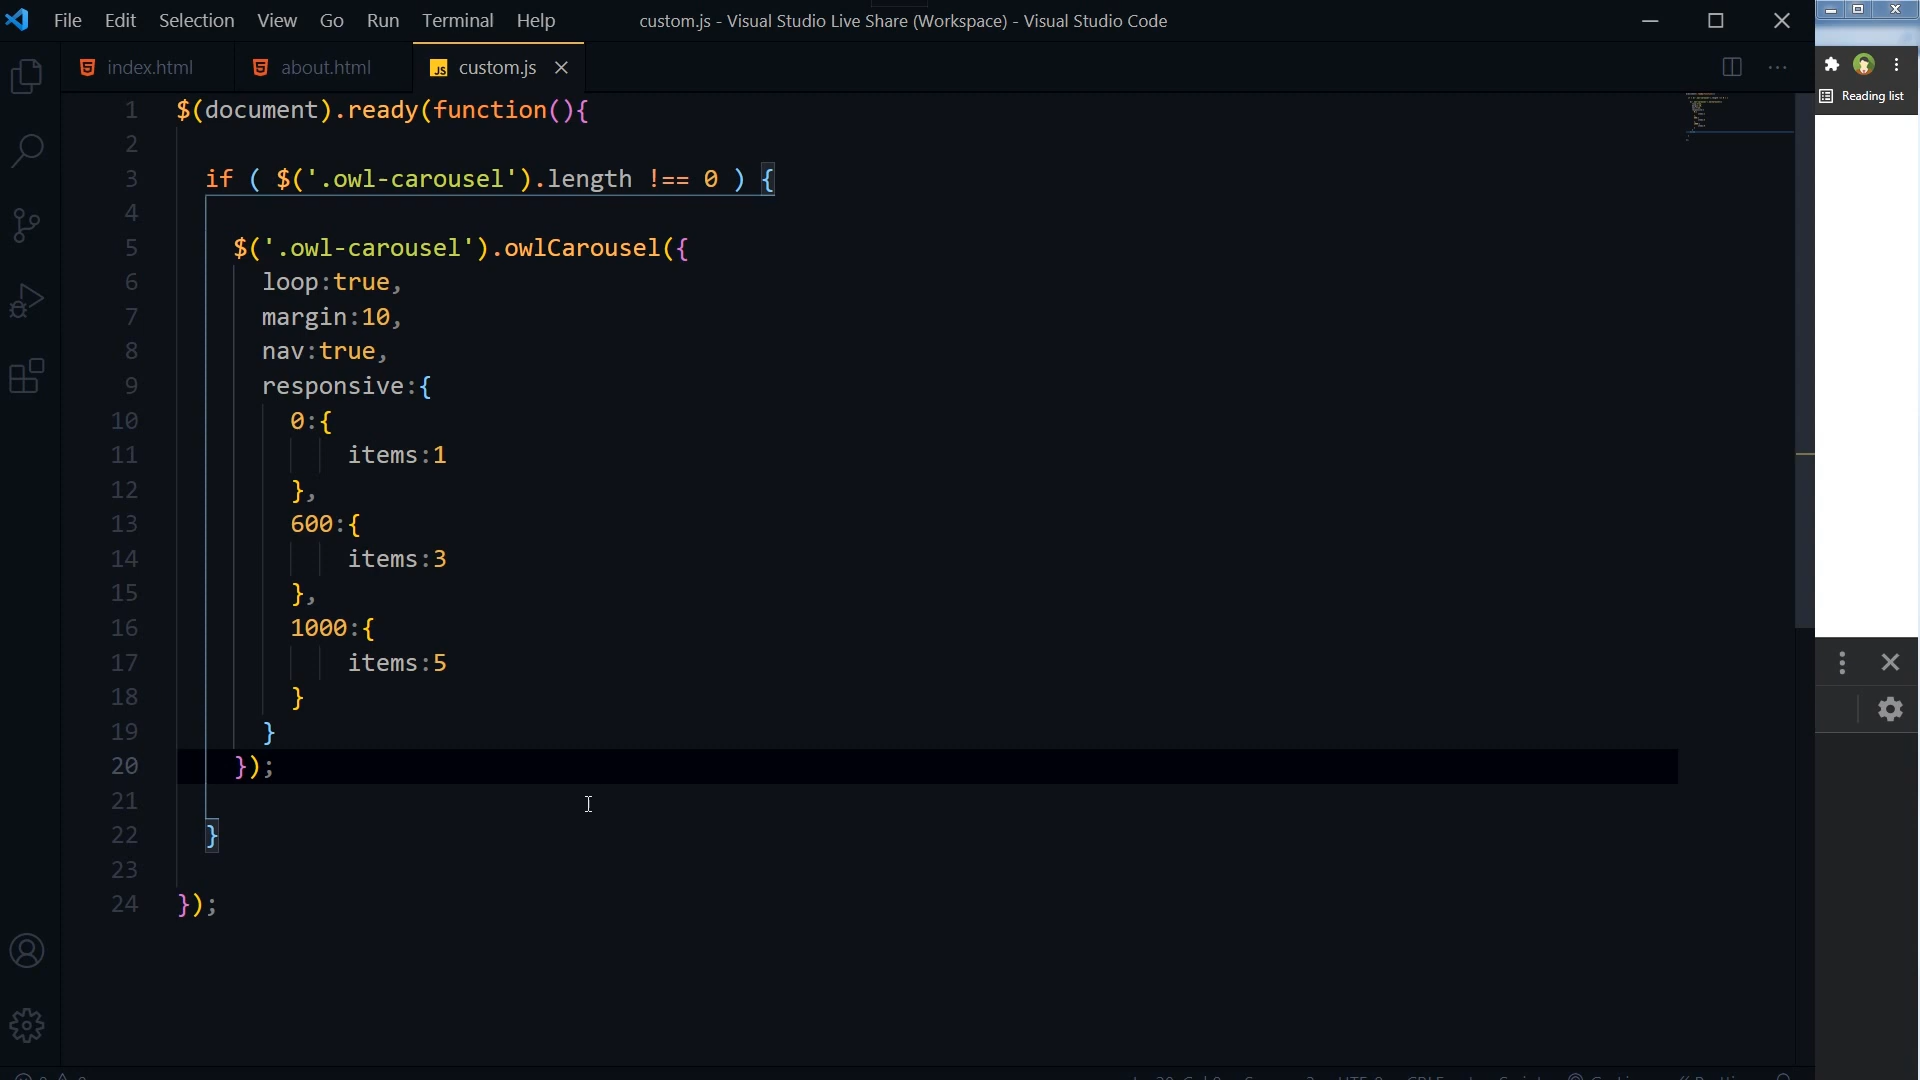 File Edit Selection View Go Run Terminal Help custom.js - Visual Studio Live Share (Workspace) - Visual Studio Code
index.html about.html JS custom.js
Reading list
1 $(document).ready(function(){
2
3 if ( $('.owl-carousel').length !== 0 ) {
4
5 $('.owl-carousel').owlCarousel({
6 loop:true,
7 margin:10,
8 nav:true,
9 responsive:{
10 0:{
11 items:1
12 },
13 600:{
14 items:3
15 },
16 1000:{
17 items:5
18 }
19 }
20 });
21
22 }
23
24 });